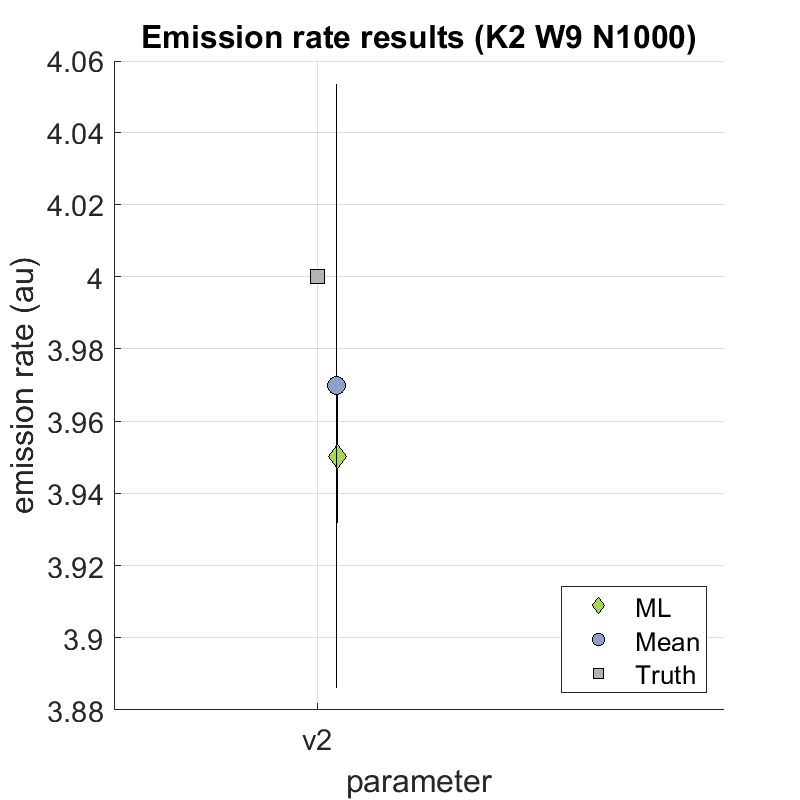 Emission rate results (K2 W9 N1000)
4.06
4.04
4.02
4
3.98
3.96
3.94
3.92
3.9
3.88
emission rate (au)
v2
parameter
ML
Mean
Truth